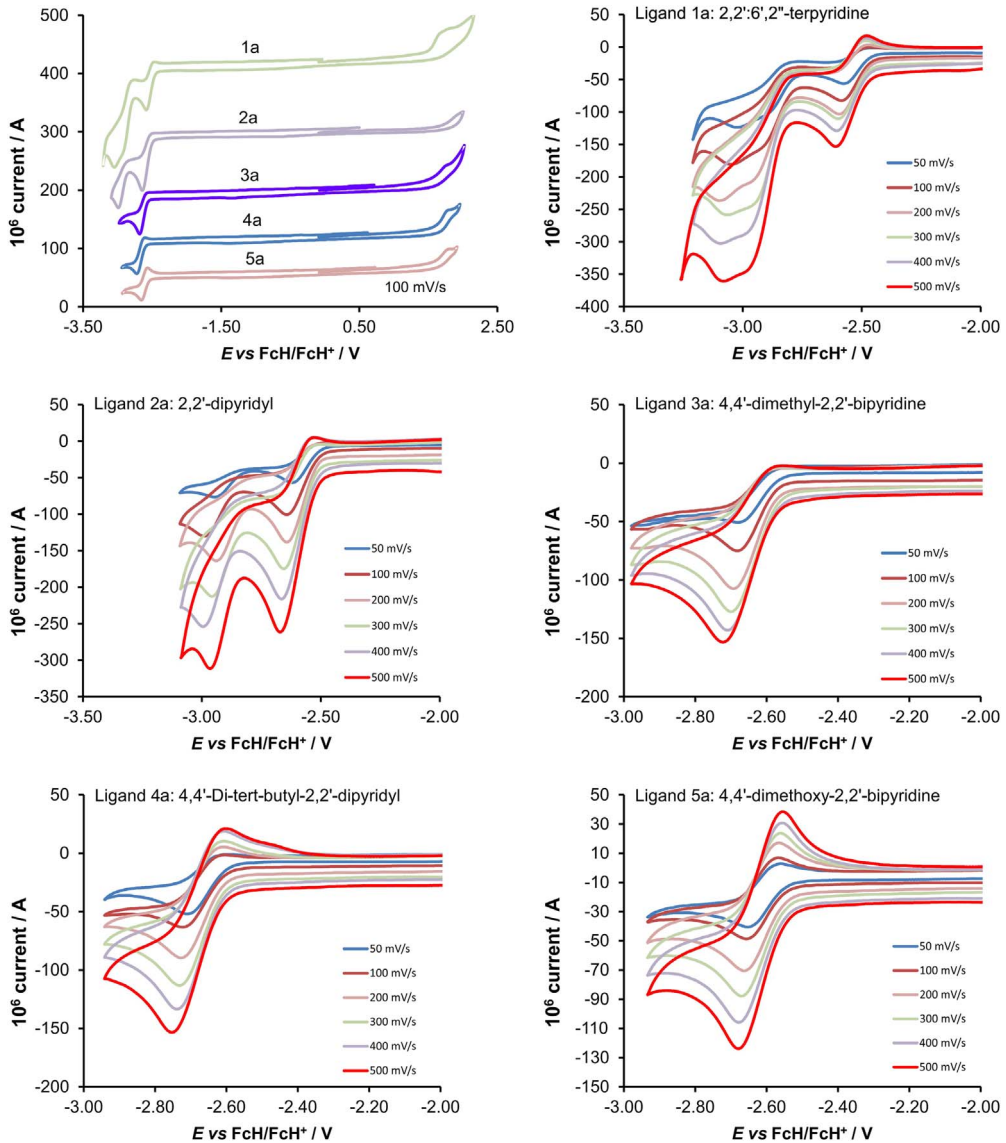 500
400
300
200
100
0
1a
2a
3a
4a
5a
100 mV/s
-3.50
-1.50
0.50
2.50
10⁶ current / A
E vs FcH/FcH⁺ / V
Ligand 1a: 2,2':6',2"-terpyridine
50
0
-50
-100
-150
-200
-250
-300
-350
-400
50 mV/s
100 mV/s
200 mV/s
300 mV/s
400 mV/s
500 mV/s
-3.50
-3.00
-2.50
-2.00
10⁶ current / A
E vs FcH/FcH⁺ / V
Ligand 2a: 2,2'-dipyridyl
50
0
-50
-100
-150
-200
-250
-300
-350
50 mV/s
100 mV/s
200 mV/s
300 mV/s
400 mV/s
500 mV/s
-3.50
-3.00
-2.50
-2.00
10⁶ current / A
E vs FcH/FcH⁺ / V
Ligand 3a: 4,4'-dimethyl-2,2'-bipyridine
50
0
-50
-100
-150
-200
50 mV/s
100 mV/s
200 mV/s
300 mV/s
400 mV/s
500 mV/s
-3.00
-2.80
-2.60
-2.40
-2.20
-2.00
10⁶ current / A
E vs FcH/FcH⁺ / V
Ligand 4a: 4,4'-Di-tert-butyl-2,2'-dipyridyl
50
0
-50
-100
-150
-200
50 mV/s
100 mV/s
200 mV/s
300 mV/s
400 mV/s
500 mV/s
-3.00
-2.80
-2.60
-2.40
-2.20
-2.00
10⁶ current / A
E vs FcH/FcH⁺ / V
Ligand 5a: 4,4'-dimethoxy-2,2'-bipyridine
50
30
10
-10
-30
-50
-70
-90
-110
-130
-150
50 mV/s
100 mV/s
200 mV/s
300 mV/s
400 mV/s
500 mV/s
-3.00
-2.80
-2.60
-2.40
-2.20
-2.00
10⁶ current / A
E vs FcH/FcH⁺ / V